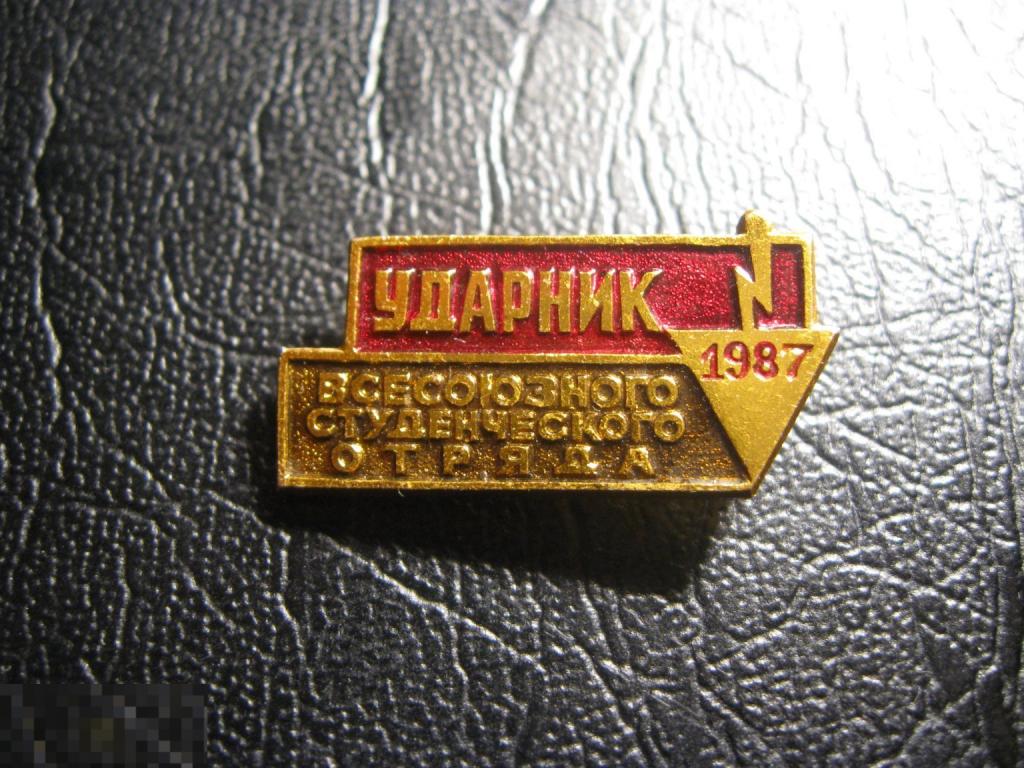 УДАРНИК
1987
ВСЕСОЮЗНОГО
СТУДЕНЧЕСКОГО
ОТРЯДА